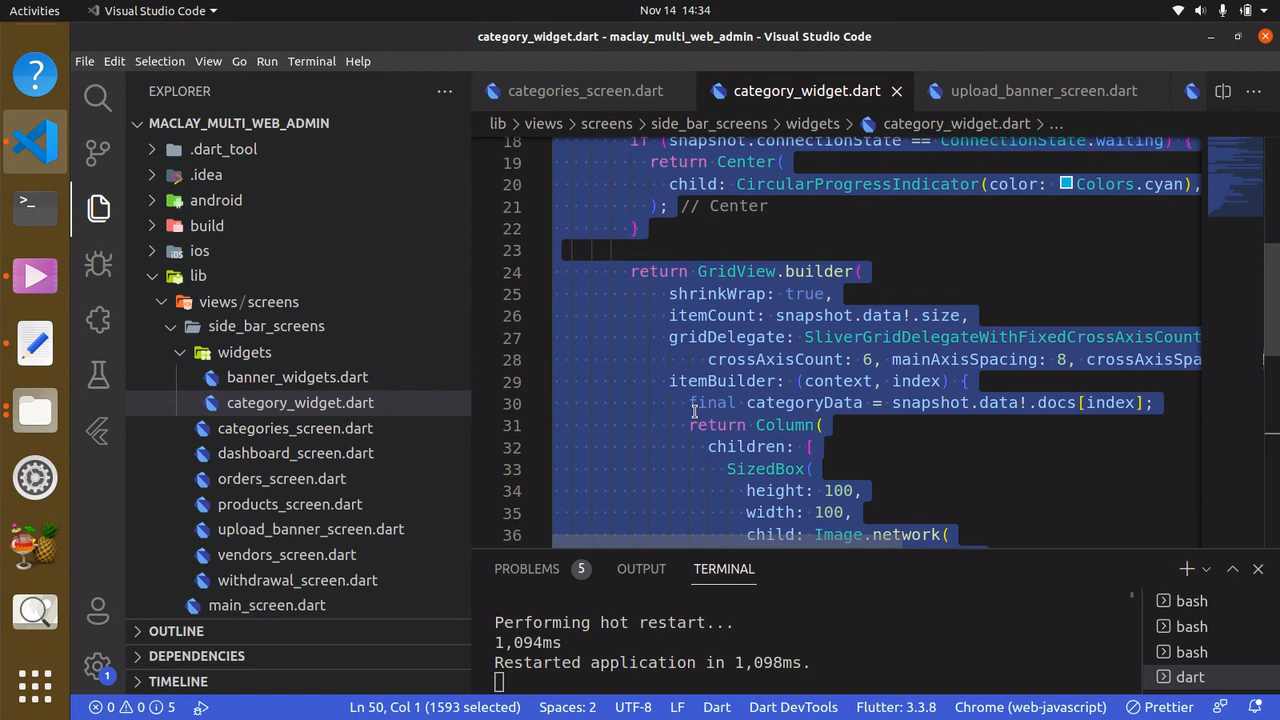 Activities
Visual Studio Code
Nov 14 14:34
category_widget.dart - maclay_multi_web_admin - Visual Studio Code
File Edit Selection View Go Run Terminal Help
EXPLORER
MACLAY_MULTI_WEB_ADMIN
.dart_tool
.idea
android
build
ios
lib
views / screens
side_bar_screens
widgets
banner_widgets.dart
category_widget.dart
categories_screen.dart
dashboard_screen.dart
orders_screen.dart
products_screen.dart
upload_banner_screen.dart
vendors_screen.dart
withdrawal_screen.dart
main_screen.dart
OUTLINE
DEPENDENCIES
TIMELINE
1
categories_screen.dart
category_widget.dart
upload_banner_screen.dart
lib > views > screens > side_bar_screens > widgets > category_widget.dart > ...
18 if (snapshot.connectionState == ConnectionState.waiting) {
19 return Center(
20 child: CircularProgressIndicator(color: Colors.cyan),
21 ); // Center
22 }
23
24 return GridView.builder(
25 shrinkWrap: true,
26 itemCount: snapshot.data!.size,
27 gridDelegate: SliverGridDelegateWithFixedCrossAxisCount
28 crossAxisCount: 6, mainAxisSpacing: 8, crossAxisSpa
29 itemBuilder: (context, index) {
30 final categoryData = snapshot.data!.docs[index];
31 return Column(
32 children: [
33 SizedBox(
34 height: 100,
35 width: 100,
36 child: Image.network(
PROBLEMS 5 OUTPUT TERMINAL
Performing hot restart...
1,094ms
Restarted application in 1,098ms.
bash
bash
bash
dart
0 0 5
Ln 50, Col 1 (1593 selected)
Spaces: 2
UTF-8
LF
Dart
Dart DevTools
Flutter: 3.3.8
Chrome (web-javascript)
Prettier